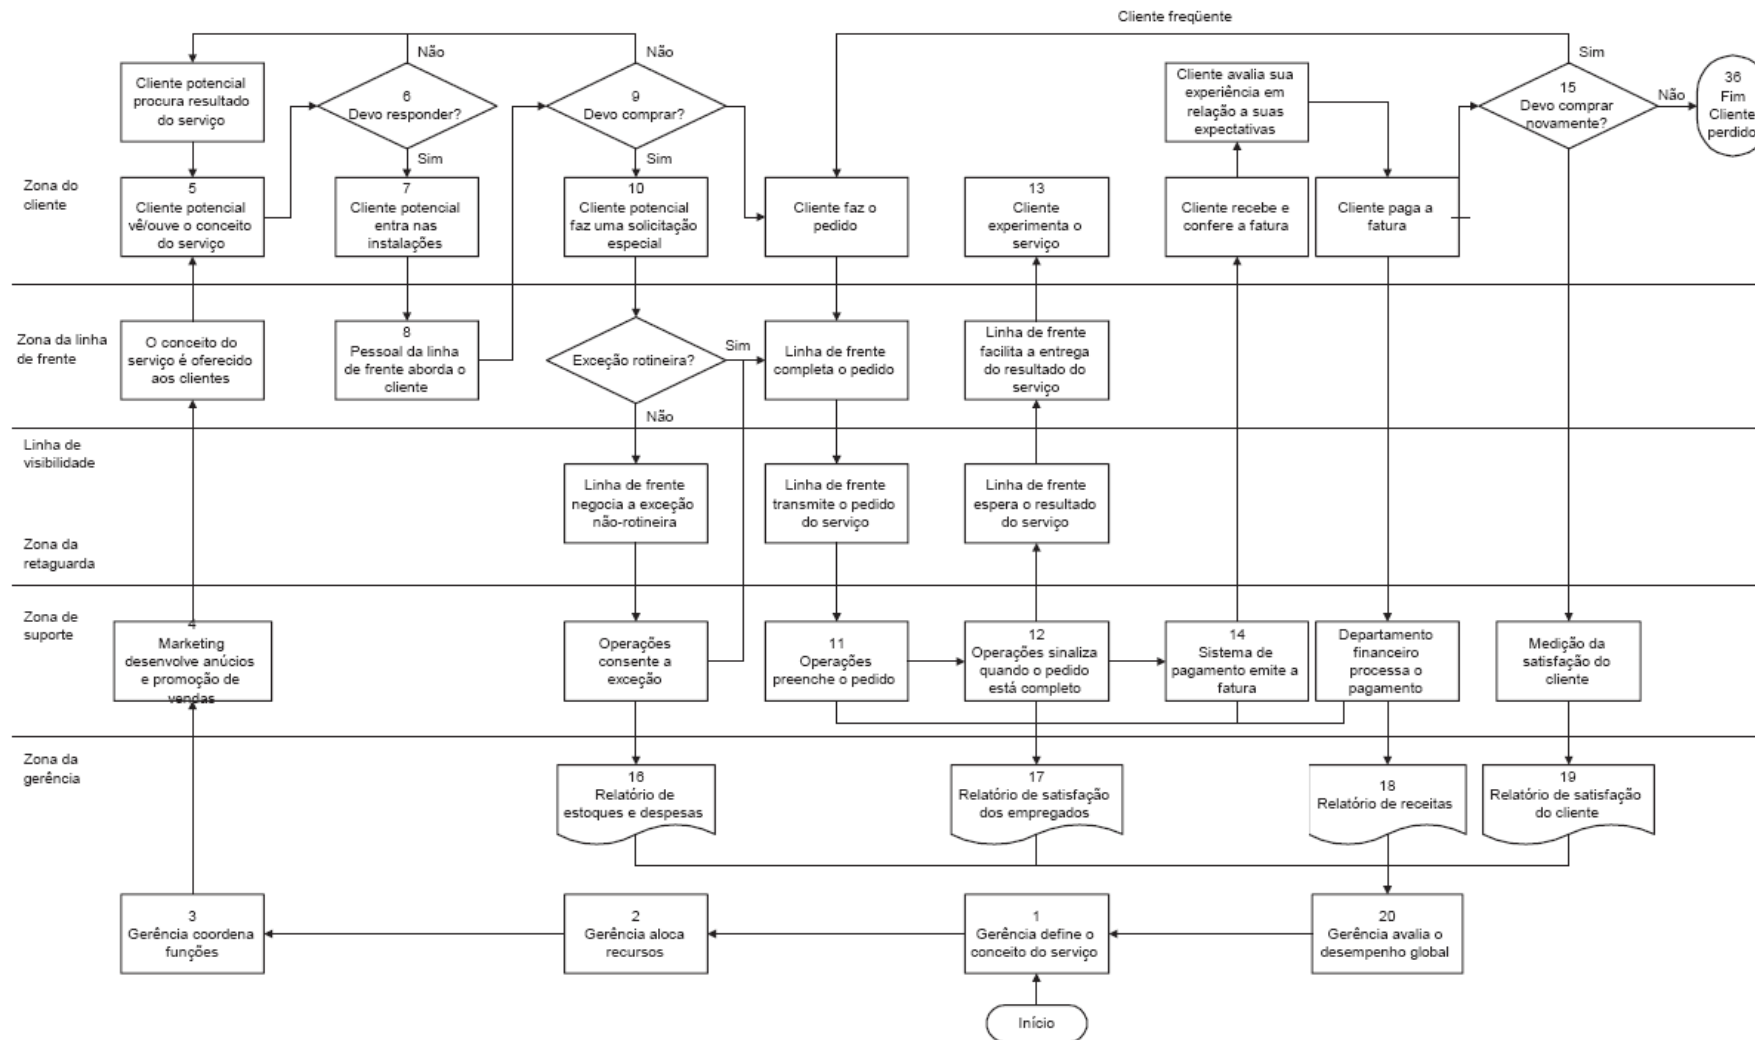 Cliente freqüente
Não
Não
Sim
Cliente potencial
procura resultado
do serviço
6
Devo responder?
9
Devo comprar?
Cliente avalia sua
experiência em
relação a suas
expectativas
15
Devo comprar
novamente?
Não
36
Fim
Cliente
perdido
Sim
Sim
Zona do
cliente
5
Cliente potencial
vê/ouve o conceito
do serviço
7
Cliente potencial
entra nas
instalações
10
Cliente potencial
faz uma solicitação
especial
Cliente faz o
pedido
13
Cliente
experimenta o
serviço
Cliente recebe e
confere a fatura
Cliente paga a
fatura
Zona da linha
de frente
O conceito do
serviço é oferecido
aos clientes
8
Pessoal da linha
de frente aborda o
cliente
Exceção rotineira?
Sim
Não
Linha de frente
completa o pedido
Linha de frente
facilita a entrega
do resultado do
serviço
Linha de
visibilidade
Linha de frente
negocia a exceção
não-rotineira
Linha de frente
transmite o pedido
do serviço
Linha de frente
espera o resultado
do serviço
Zona da
retaguarda
Zona de
suporte
4
Marketing
desenvolve anúcios
e promoção de
vendas
Operações
consente a
exceção
11
Operações
preenche o pedido
12
Operações sinaliza
quando o pedido
está completo
14
Sistema de
pagamento emite a
fatura
Departamento
financeiro
processa o
pagamento
Medição da
satisfação do
cliente
Zona da
gerência
16
Relatório de
estoques e despesas
17
Relatório de satisfação
dos empregados
18
Relatório de receitas
19
Relatório de satisfação
do cliente
3
Gerência coordena
funções
2
Gerência aloca
recursos
1
Gerência define o
conceito do serviço
20
Gerência avalia o
desempenho global
Início